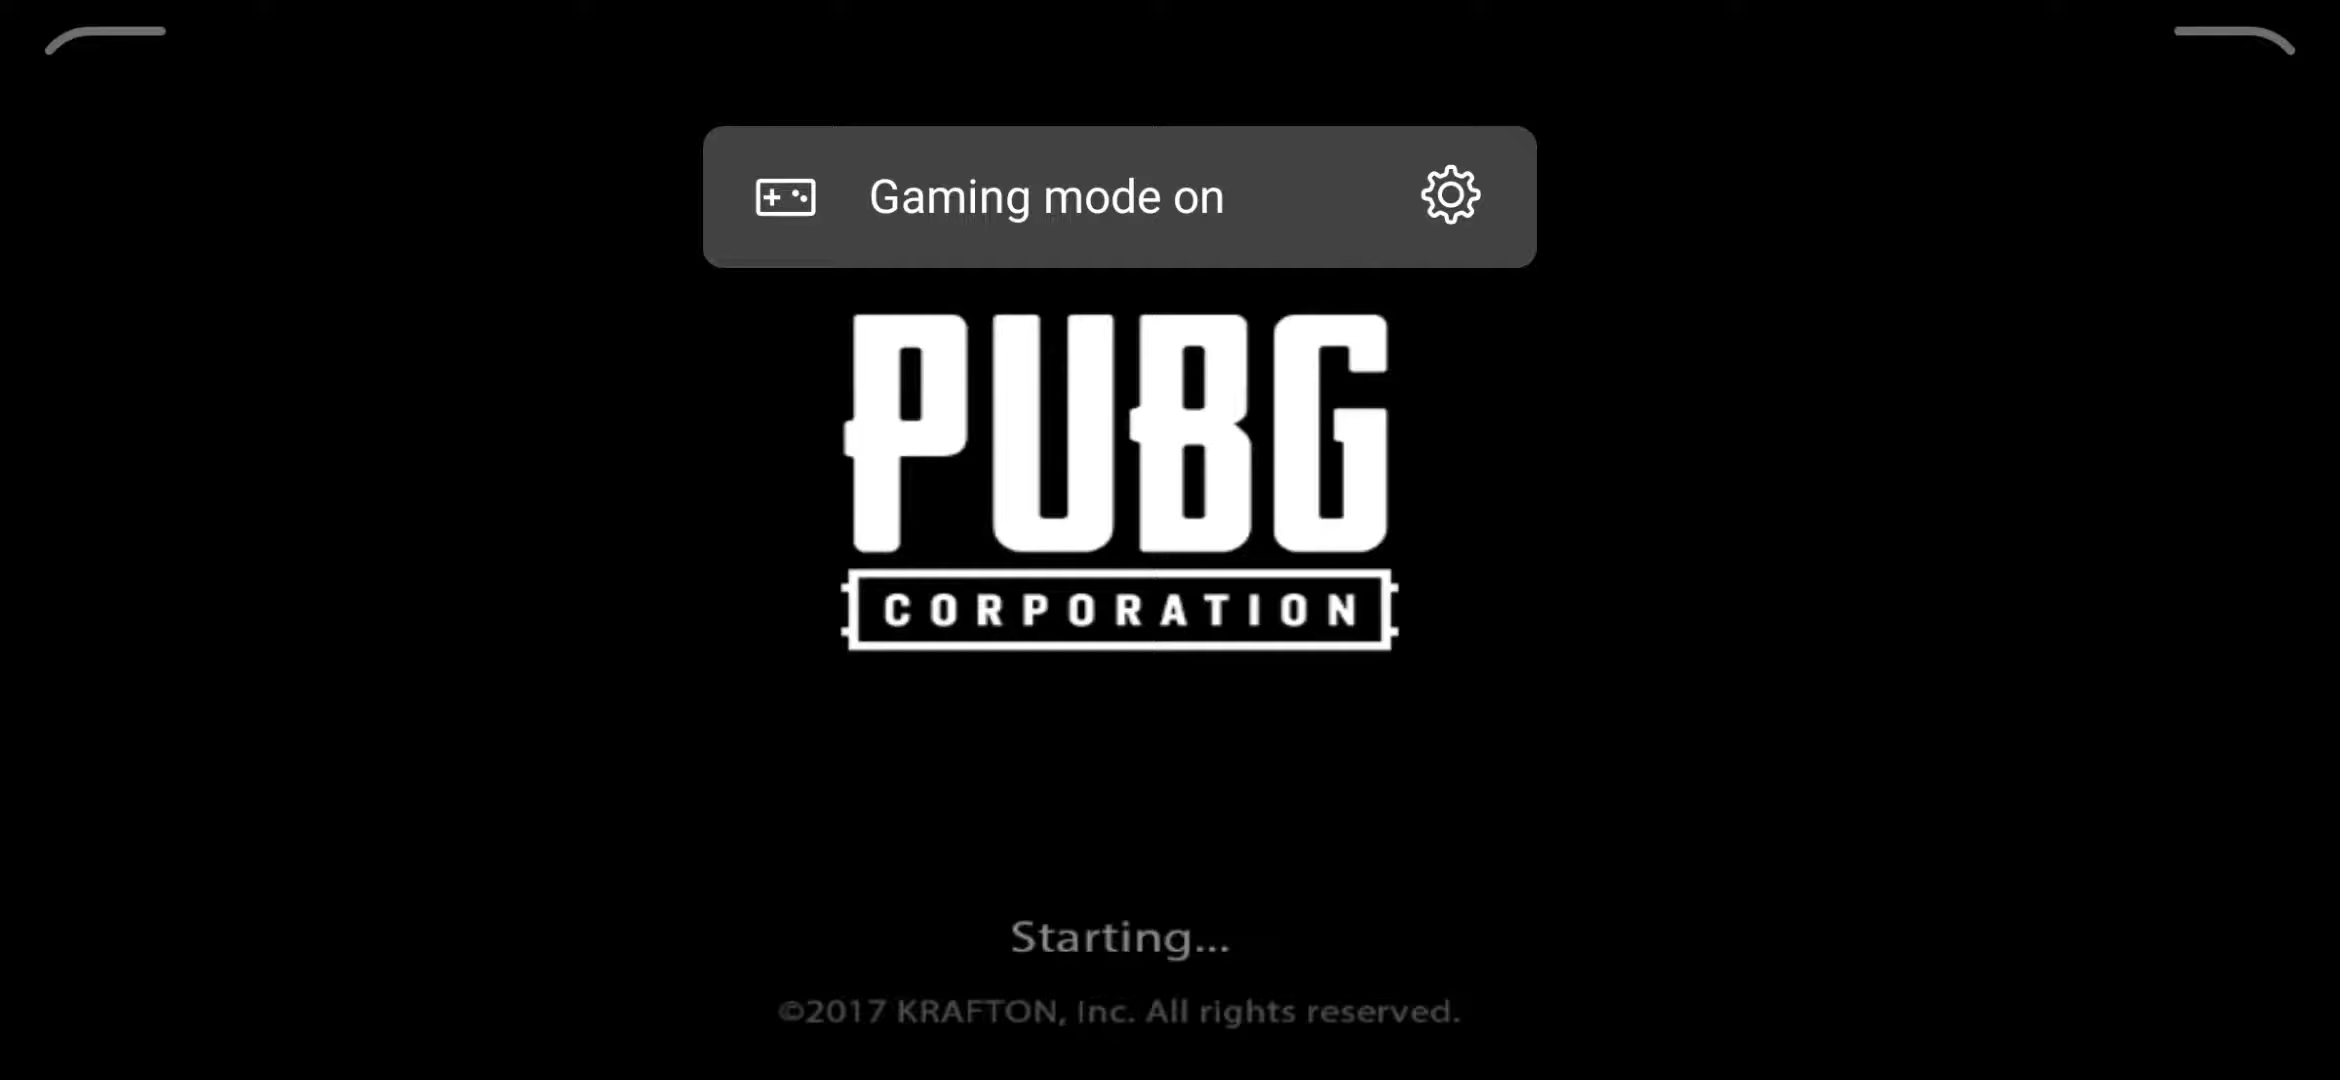 Gaming mode on
PUBG
CORPORATION
Starting...
©2017 KRAFTON, Inc. All rights reserved.